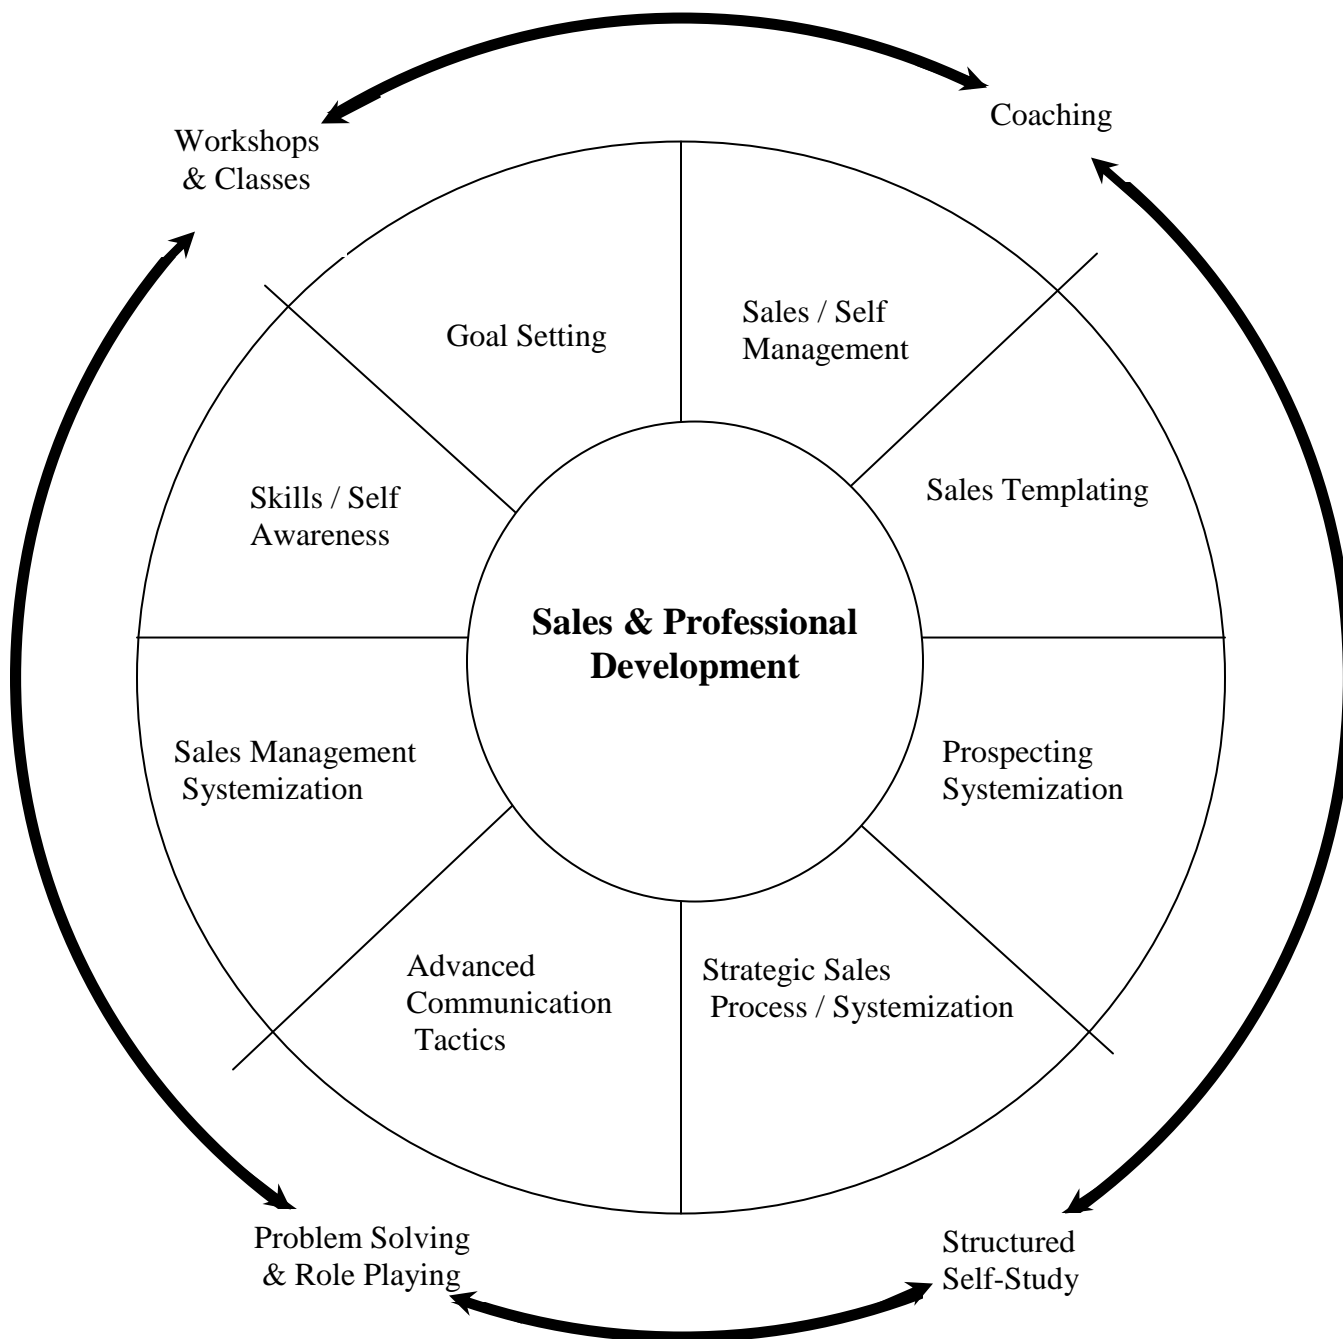 Coaching
Workshops
& Classes
Goal Setting
Sales / Self
Management
Skills / Self
Awareness
Sales Templating
Sales & Professional
Development
Sales Management
Systemization
Prospecting
Systemization
Advanced
Communication
Tactics
Strategic Sales
Process / Systemization
Problem Solving
& Role Playing
Structured
Self-Study